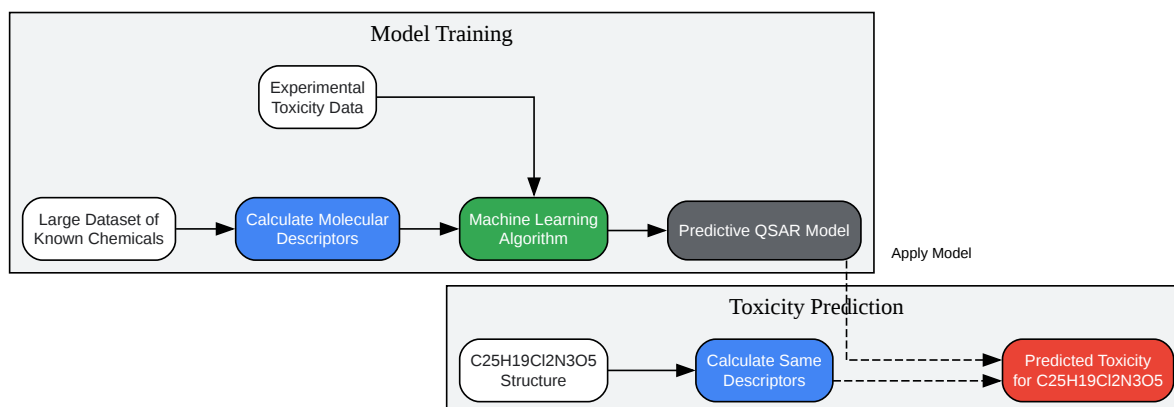 Model Training
Experimental
Toxicity Data
Large Dataset of
Known Chemicals
Calculate Molecular
Descriptors
Machine Learning
Algorithm
Predictive QSAR Model
Apply Model
Toxicity Prediction
C25H19Cl2N3O5
Structure
Calculate Same
Descriptors
Predicted Toxicity
for C25H19Cl2N3O5